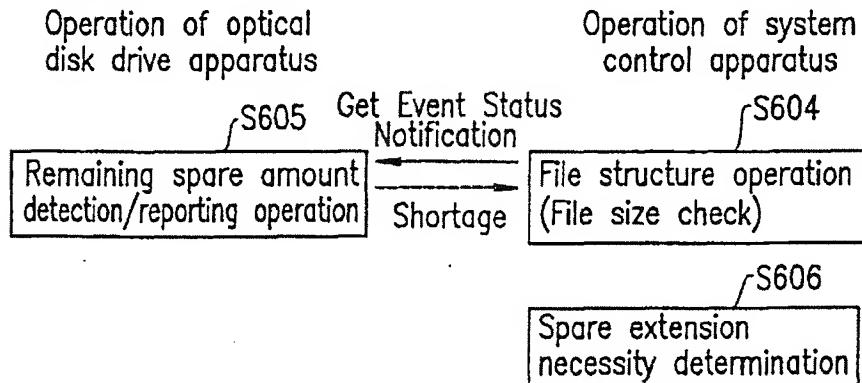 Operation of optical
disk drive apparatus
Operation of system
control apparatus
S605
Get Event Status
Notification
S604
Remaining spare amount
detection/reporting operation
Shortage
File structure operation
(File size check)
S606
Spare extension
necessity determination